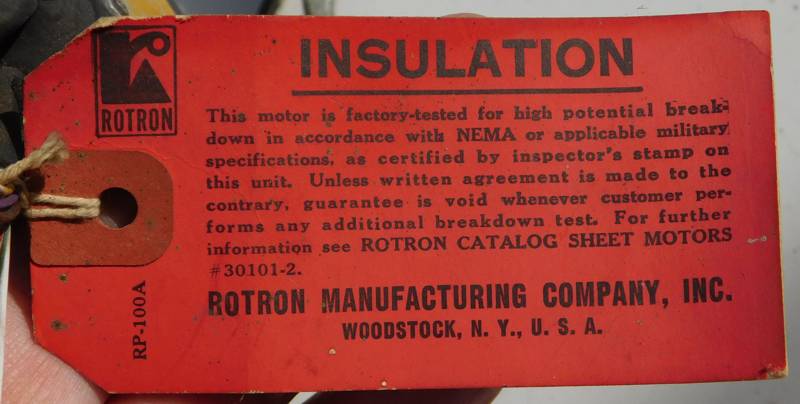 ROTRON
INSULATION
This motor is factory-tested for high potential break-
down in accordance with NEMA or applicable military
specifications, as certified by inspector's stamp on
this unit. Unless written agreement is made to the
contrary, guarantee is void whenever customer per-
forms any additional breakdown test. For further
information see ROTRON CATALOG SHEET MOTORS
#30101-2.
ROTRON MANUFACTURING COMPANY, INC.
WOODSTOCK, N. Y., U. S. A.
RP-100A